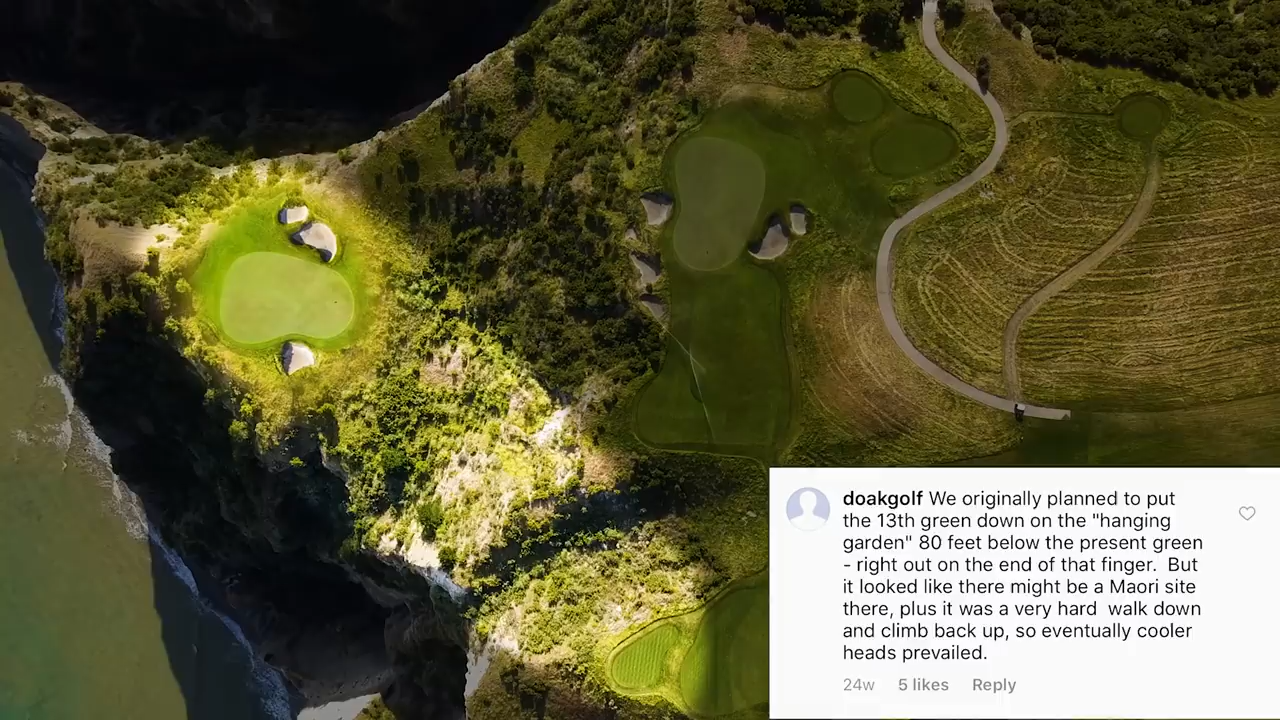 doakgolf We originally planned to put
the 13th green down on the "hanging
garden" 80 feet below the present green
- right out on the end of that finger.  But
it looked like there might be a Maori site
there, plus it was a very hard  walk down
and climb back up, so eventually cooler
heads prevailed.
24w 5 likes Reply